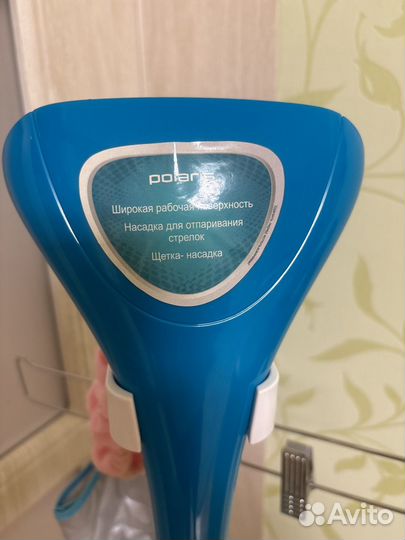 polaris
Широкая рабочая поверхность
Насадка для отпаривания
стрелок
Щетка- насадка
Avito